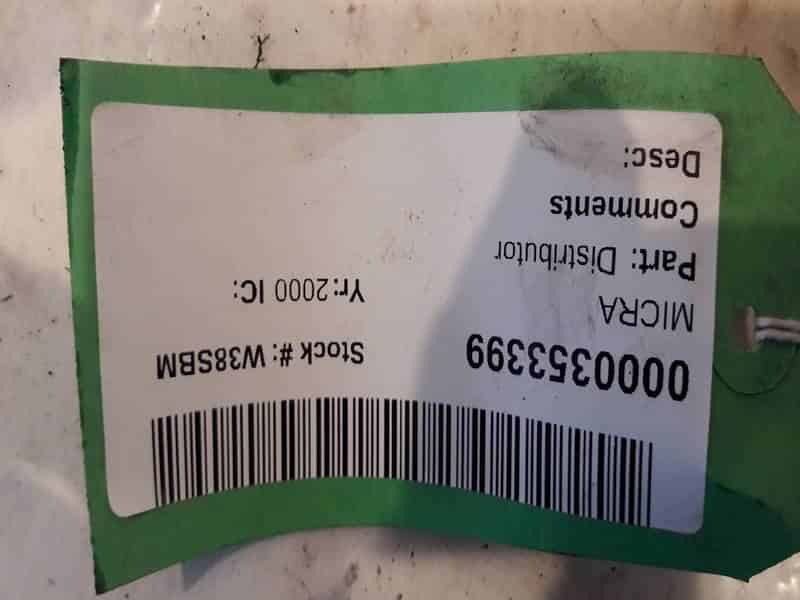 0000353399 Stock #: W38SBM
MICRA
Yr: 2000 IC:
Part: Distributor
Comments
Desc: